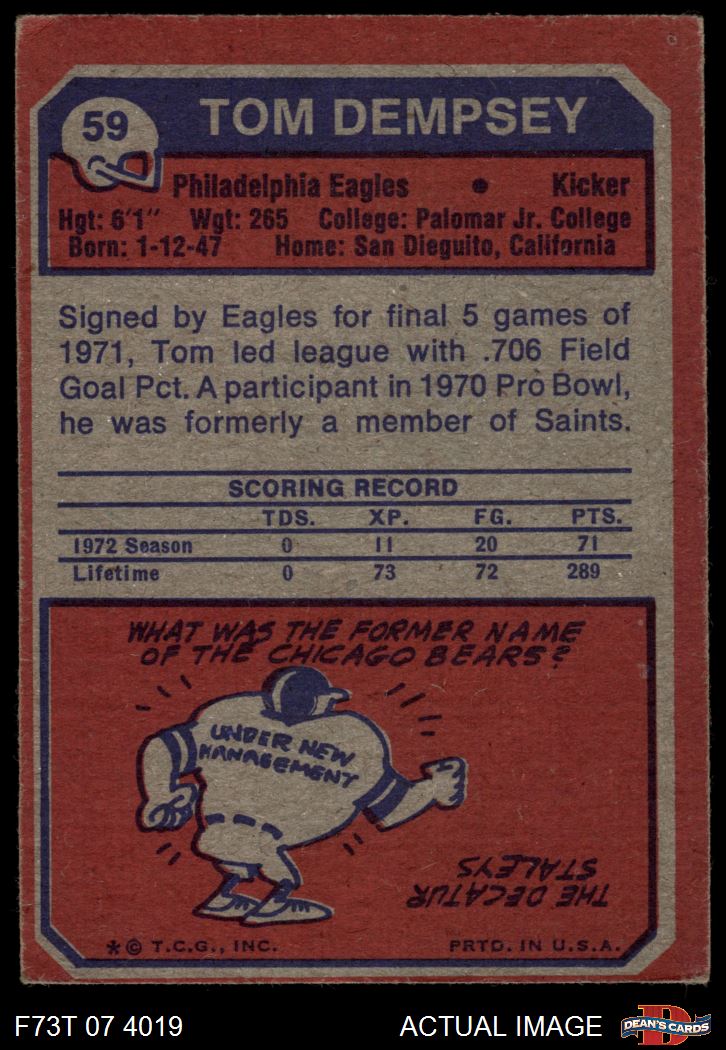 59
TOM DEMPSEY
Philadelphia Eagles • Kicker
Hgt: 6'1" Wgt: 265 College: Palomar Jr. College
Born: 1-12-47 Home: San Dieguito, California
Signed by Eagles for final 5 games of
1971, Tom led league with .706 Field
Goal Pct. A participant in 1970 Pro Bowl,
he was formerly a member of Saints.
SCORING RECORD
TDS. XP. FG. PTS.
1972 Season 0 11 20 71
Lifetime 0 73 72 289
WHAT WAS THE FORMER NAME
OF THE CHICAGO BEARS?
UNDER NEW
MANAGEMENT
THE DECATUR
STALEYS
* © T.C.G., INC. PRTD. IN U.S.A.
F73T 07 4019 ACTUAL IMAGE
D
DEAN'S CARDS